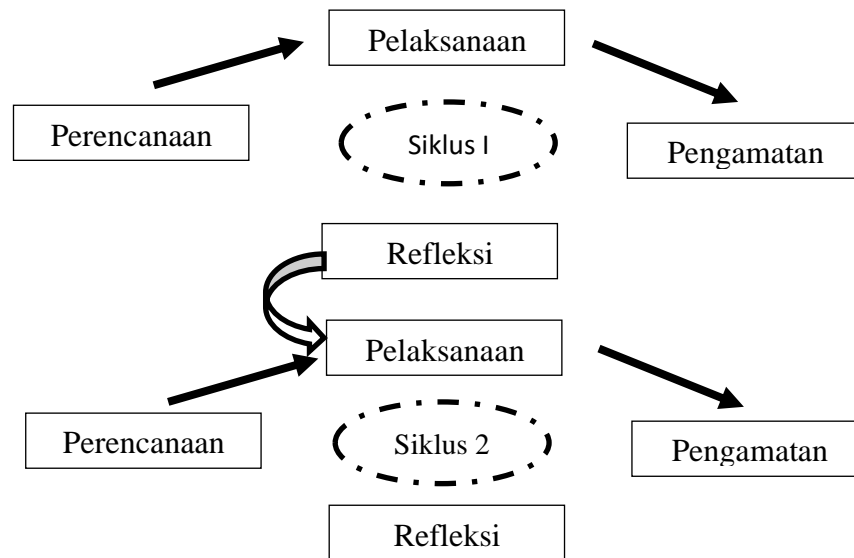 Pelaksanaan
Perencanaan
Siklus I
Pengamatan
Refleksi
Pelaksanaan
Perencanaan
Siklus 2
Pengamatan
Refleksi